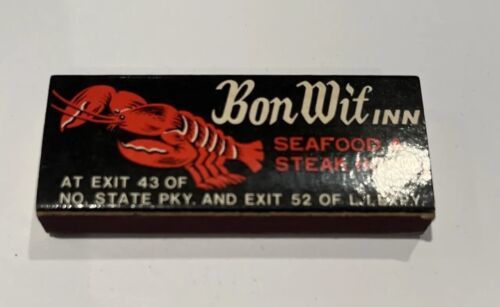 Bon Wit INN
SEAFOOD &
STEAK
AT EXIT 43 OF
NO. STATE PKY. AND EXIT 52 OF L.I. EXPY.